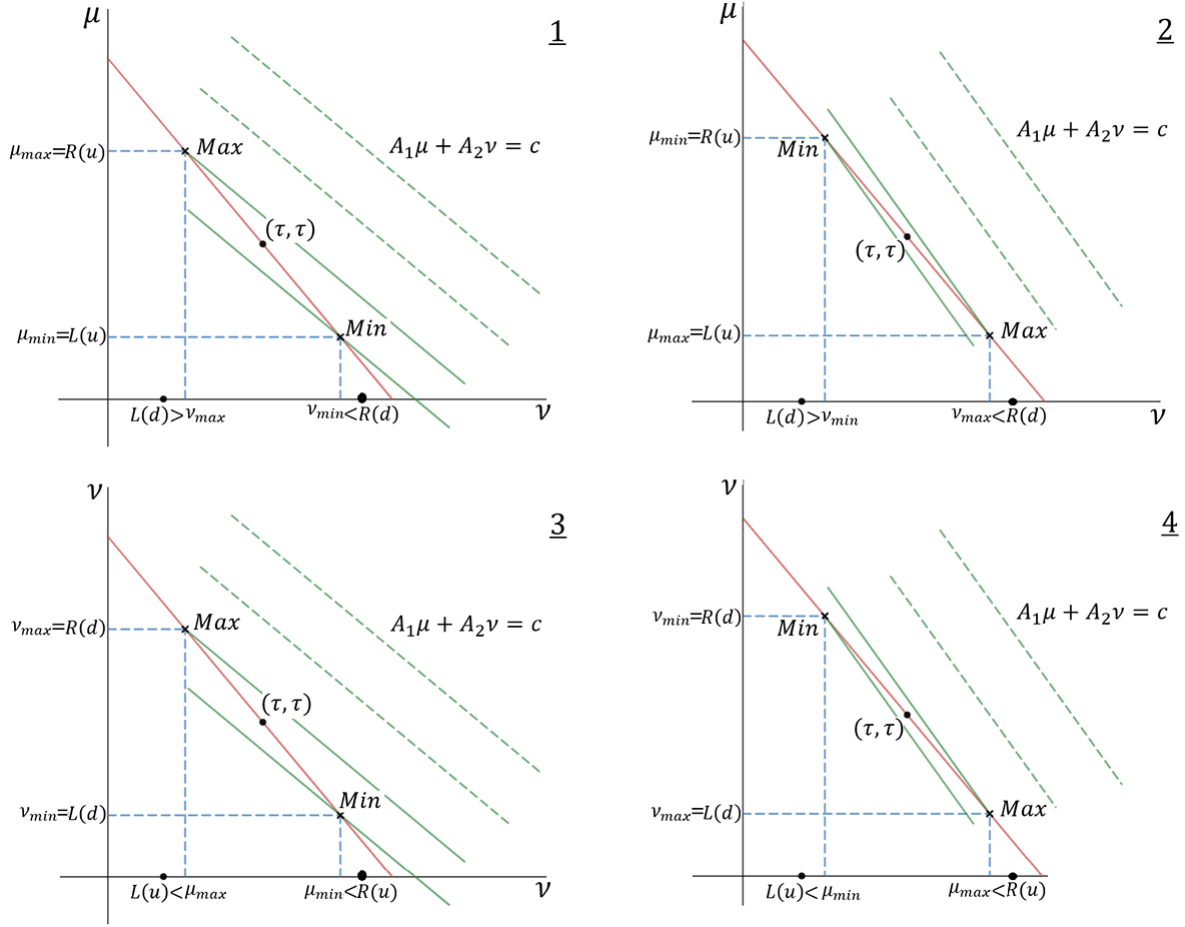 μ
1
μmax=R(u)
Max
A₁μ + A₂ν = c
(τ, τ)
μmin=L(u)
Min
L(d)>νmax
νmin<R(d)
ν
μ
2
μmin=R(u)
Min
A₁μ + A₂ν = c
(τ, τ)
μmax=L(u)
Max
L(d)>νmin
νmax<R(d)
ν
ν
3
νmax=R(d)
Max
A₁μ + A₂ν = c
(τ, τ)
νmin=L(d)
Min
L(u)<μmax
μmin<R(u)
ν
ν
4
νmin=R(d)
Min
A₁μ + A₂ν = c
(τ, τ)
νmax=L(d)
Max
L(u)<μmin
μmax<R(u)